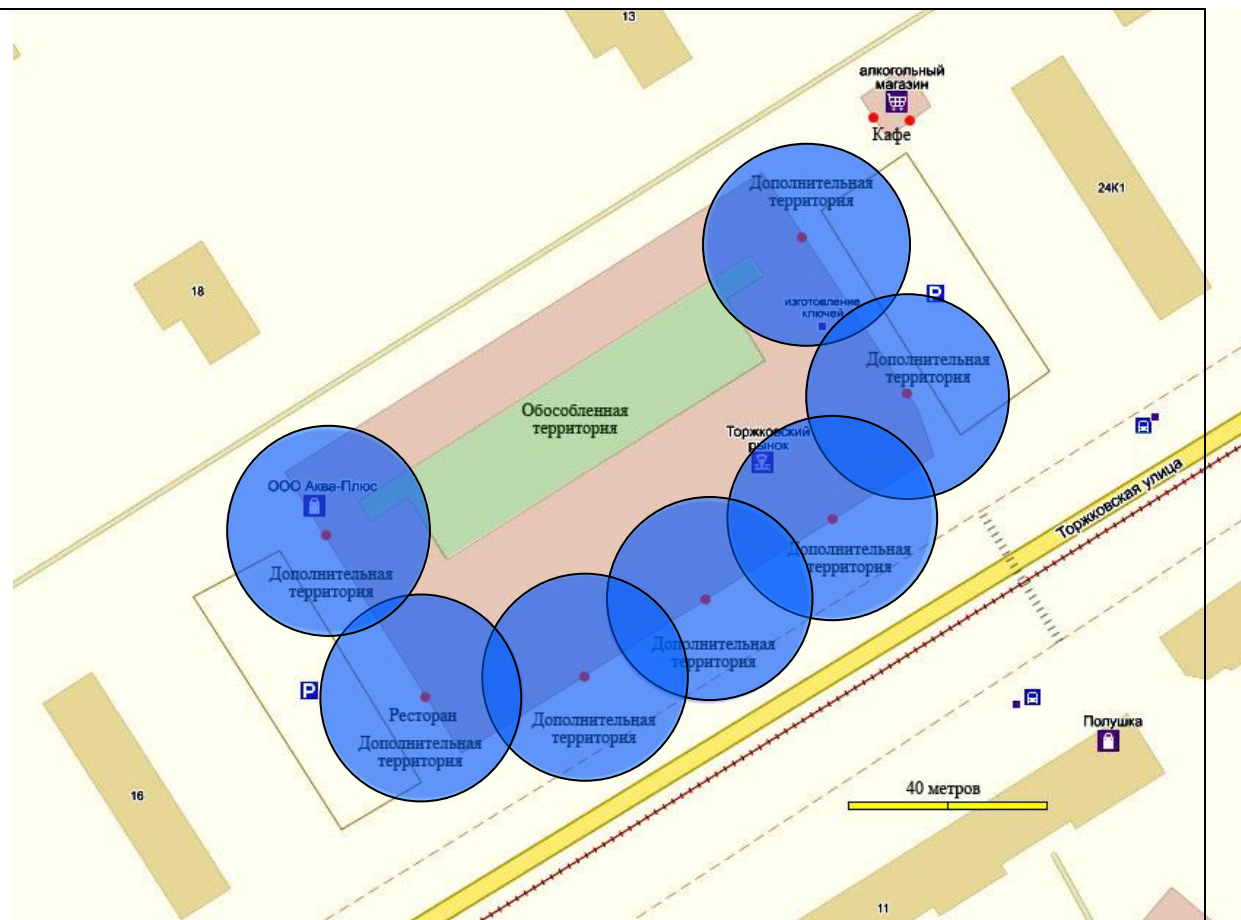 13
алкогольный
магазин
Кафе
Дополнительная
территория
24К1
18
P
изготовление
ключей
Дополнительная
территория
Обособленная
территория
Торжковский
рынок
ООО Аква-Плюс
Торжковская улица
Дополнительная
территория
Дополнительная
территория
Дополнительная
территория
P
Ресторан
Дополнительная
территория
Дополнительная
территория
Полушка
16
40 метров
11